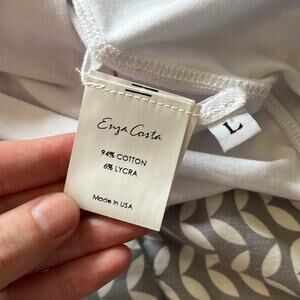 Enza Costa
94% COTTON
6% LYCRA
Made in USA
L